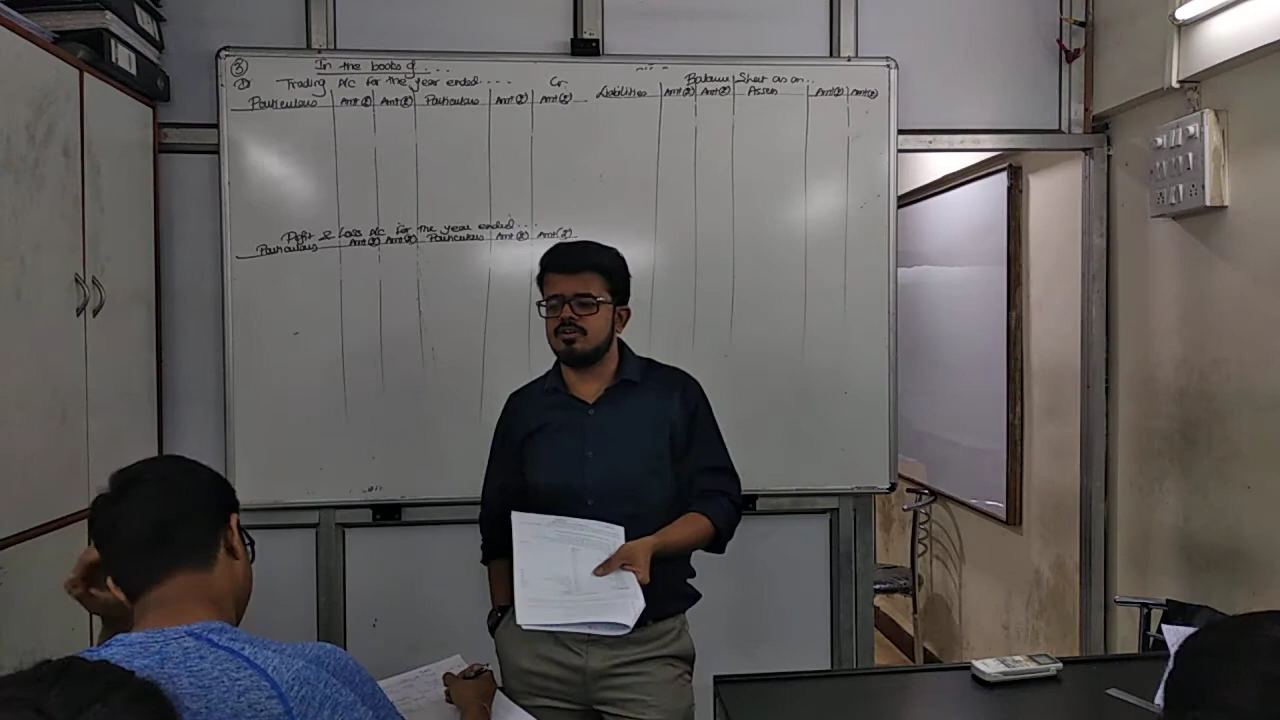 ③ In the books of ...
D Trading A/c for the year ended.... Cr
Particulars Amt(₹) Amt(₹) Particulars Amt(₹) Amt(₹)
Profit & Loss A/c for the year ended...
Particulars Amt(₹) Amt(₹) Particulars Amt(₹) Amt(₹)
Balance Sheet as on...
Liabilities Amt(₹) Amt(₹) Assets Amt(₹) Amt(₹)